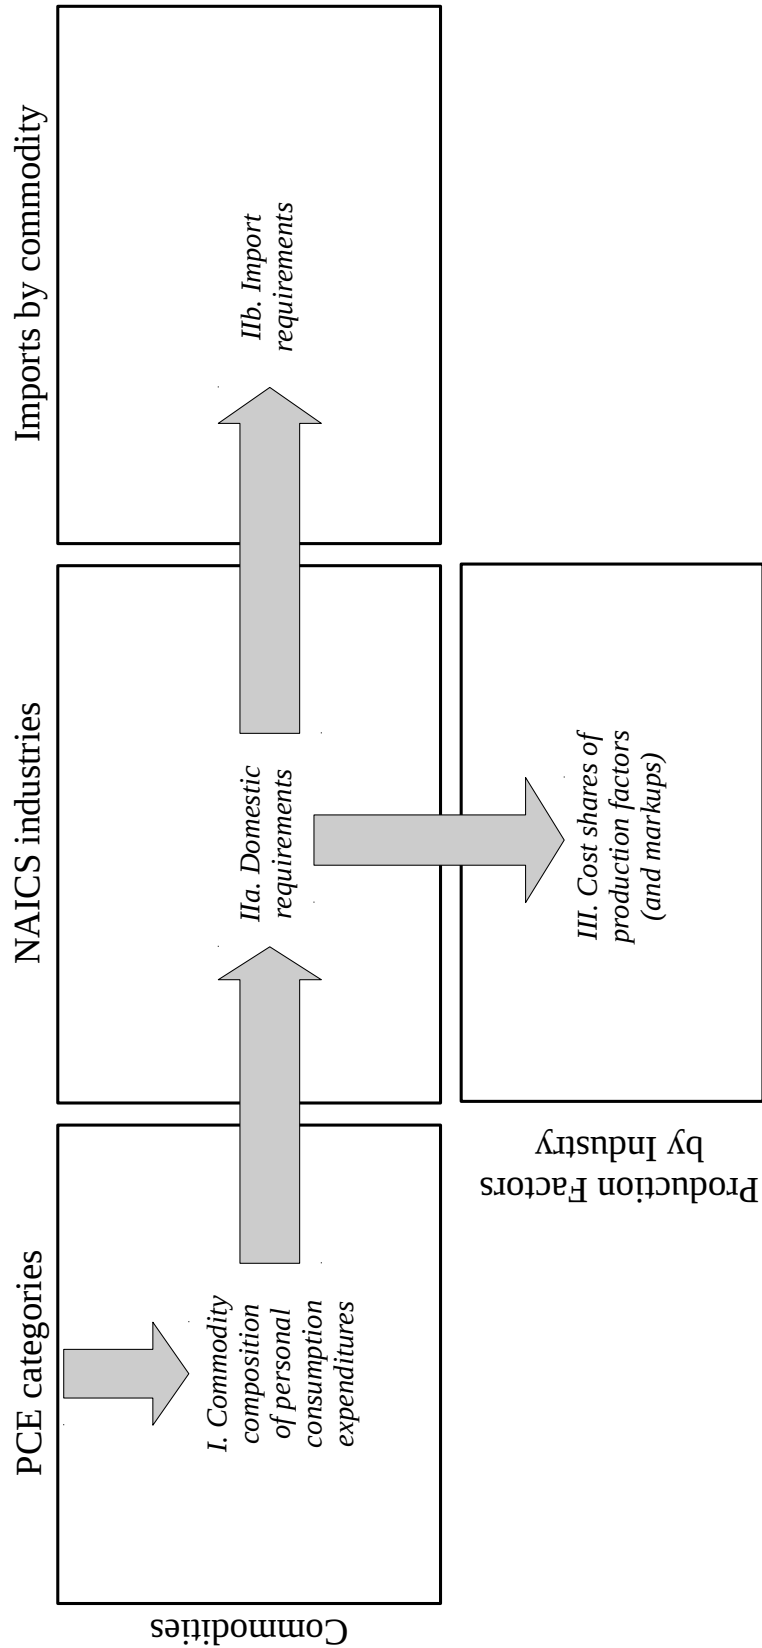 PCE categories
NAICS industries
Imports by commodity
Commodities
I. Commodity
composition
of personal
consumption
expenditures
IIa. Domestic
requirements
IIb. Import
requirements
Production Factors
by Industry
III. Cost shares of
production factors
(and markups)